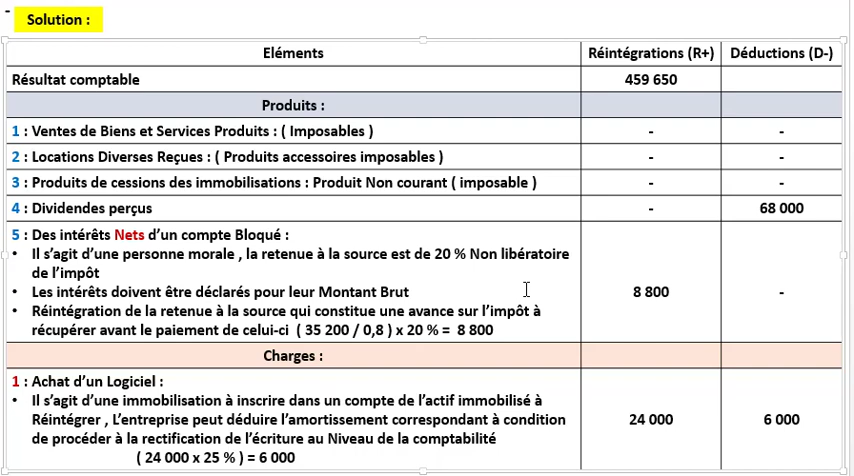 -
Solution :
Eléments Réintégrations (R+) Déductions (D-)
Résultat comptable 459 650
Produits :
1 : Ventes de Biens et Services Produits : ( Imposables ) - -
2 : Locations Diverses Reçues : ( Produits accessoires imposables ) - -
3 : Produits de cessions des immobilisations : Produit Non courant ( imposable ) - -
4 : Dividendes perçus - 68 000
5 : Des intérêts Nets d’un compte Bloqué :
• Il s’agit d’une personne morale , la retenue à la source est de 20 % Non libératoire
de l’impôt
• Les intérêts doivent être déclarés pour leur Montant Brut
• Réintégration de la retenue à la source qui constitue une avance sur l’impôt à
récupérer avant le paiement de celui-ci ( 35 200 / 0,8 ) x 20 % = 8 800
8 800 -
Charges :
1 : Achat d’un Logiciel :
• Il s’agit d’une immobilisation à inscrire dans un compte de l’actif immobilisé à
Réintégrer , L’entreprise peut déduire l’amortissement correspondant à condition
de procéder à la rectification de l’écriture au Niveau de la comptabilité
( 24 000 x 25 % ) = 6 000
24 000 6 000